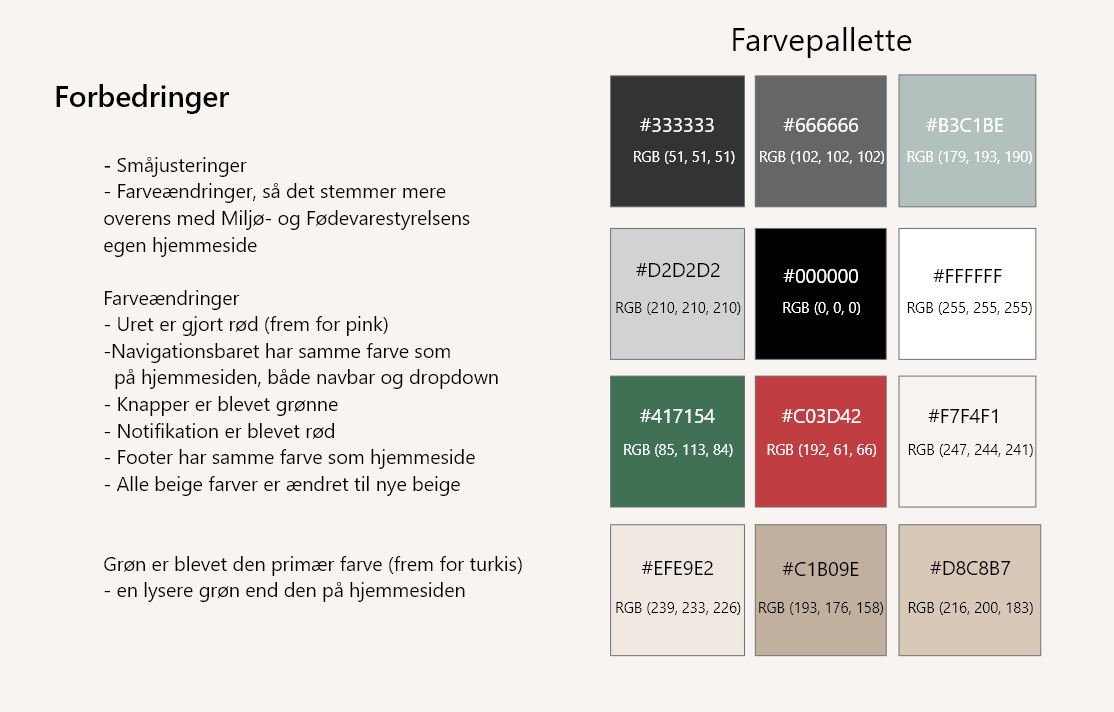 Farvepallette
Forbedringer
- Småjusteringer
- Farveændringer, så det stemmer mere
overens med Miljø- og Fødevarestyrelsens
egen hjemmeside
Farveændringer
- Uret er gjort rød (frem for pink)
-Navigationsbaret har samme farve som
på hjemmesiden, både navbar og dropdown
- Knapper er blevet grønne
- Notifikation er blevet rød
- Footer har samme farve som hjemmeside
- Alle beige farver er ændret til nye beige
Grøn er blevet den primær farve (frem for turkis)
- en lysere grøn end den på hjemmesiden
#333333
RGB (51, 51, 51)
#666666
RGB (102, 102, 102)
#B3C1BE
RGB (179, 193, 190)
#D2D2D2
RGB (210, 210, 210)
#000000
RGB (0, 0, 0)
#FFFFFF
RGB (255, 255, 255)
#417154
RGB (85, 113, 84)
#C03D42
RGB (192, 61, 66)
#F7F4F1
RGB (247, 244, 241)
#EFE9E2
RGB (239, 233, 226)
#C1B09E
RGB (193, 176, 158)
#D8C8B7
RGB (216, 200, 183)